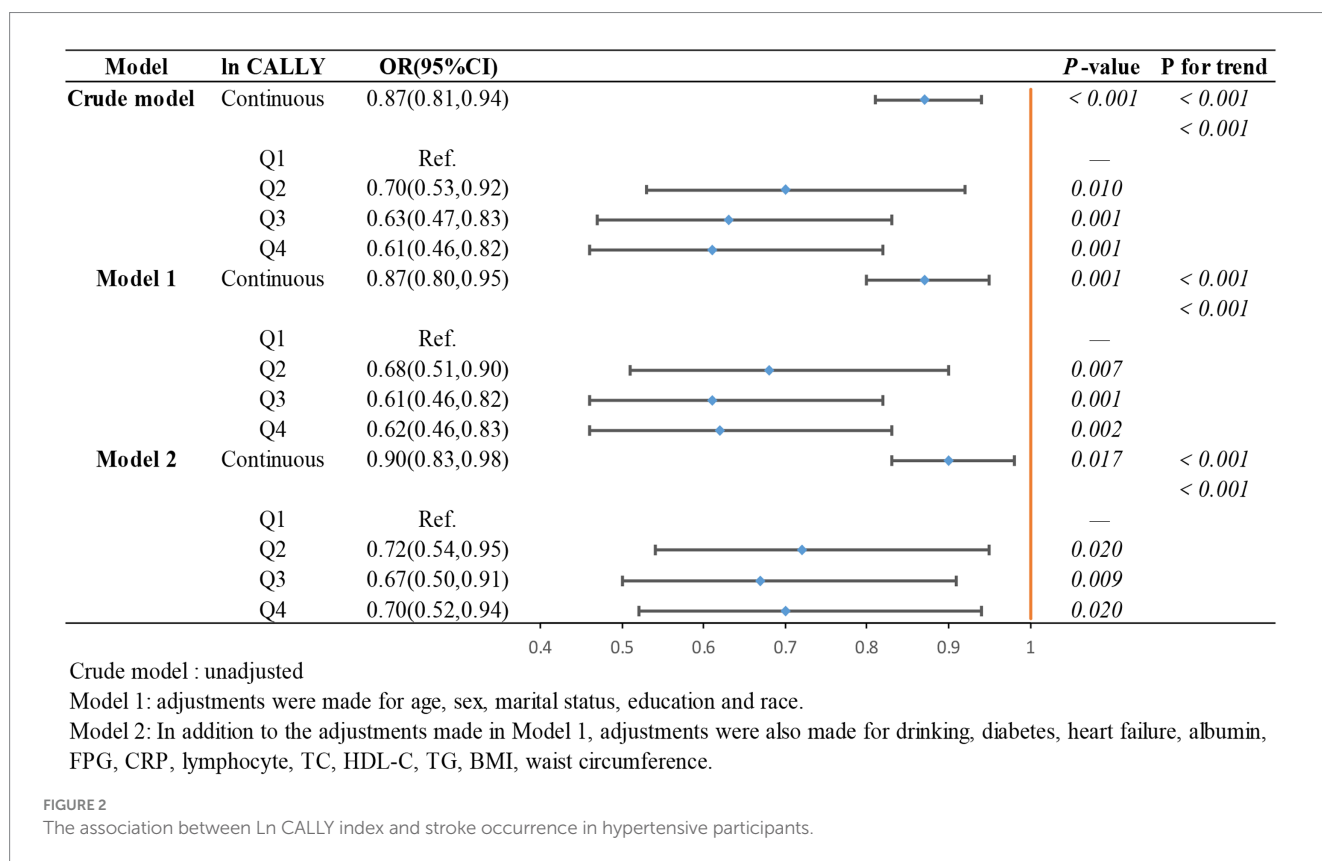 Model ln CALLY OR(95%CI) P-value P for trend
Crude model Continuous 0.87(0.81,0.94) < 0.001 < 0.001
< 0.001
Q1 Ref. —
Q2 0.70(0.53,0.92) 0.010
Q3 0.63(0.47,0.83) 0.001
Q4 0.61(0.46,0.82) 0.001
Model 1 Continuous 0.87(0.80,0.95) 0.001 < 0.001
< 0.001
Q1 Ref. —
Q2 0.68(0.51,0.90) 0.007
Q3 0.61(0.46,0.82) 0.001
Q4 0.62(0.46,0.83) 0.002
Model 2 Continuous 0.90(0.83,0.98) 0.017 < 0.001
< 0.001
Q1 Ref. —
Q2 0.72(0.54,0.95) 0.020
Q3 0.67(0.50,0.91) 0.009
Q4 0.70(0.52,0.94) 0.020
0.4 0.5 0.6 0.7 0.8 0.9 1
Crude model : unadjusted
Model 1: adjustments were made for age, sex, marital status, education and race.
Model 2: In addition to the adjustments made in Model 1, adjustments were also made for drinking, diabetes, heart failure, albumin,
FPG, CRP, lymphocyte, TC, HDL-C, TG, BMI, waist circumference.
FIGURE 2
The association between Ln CALLY index and stroke occurrence in hypertensive participants.